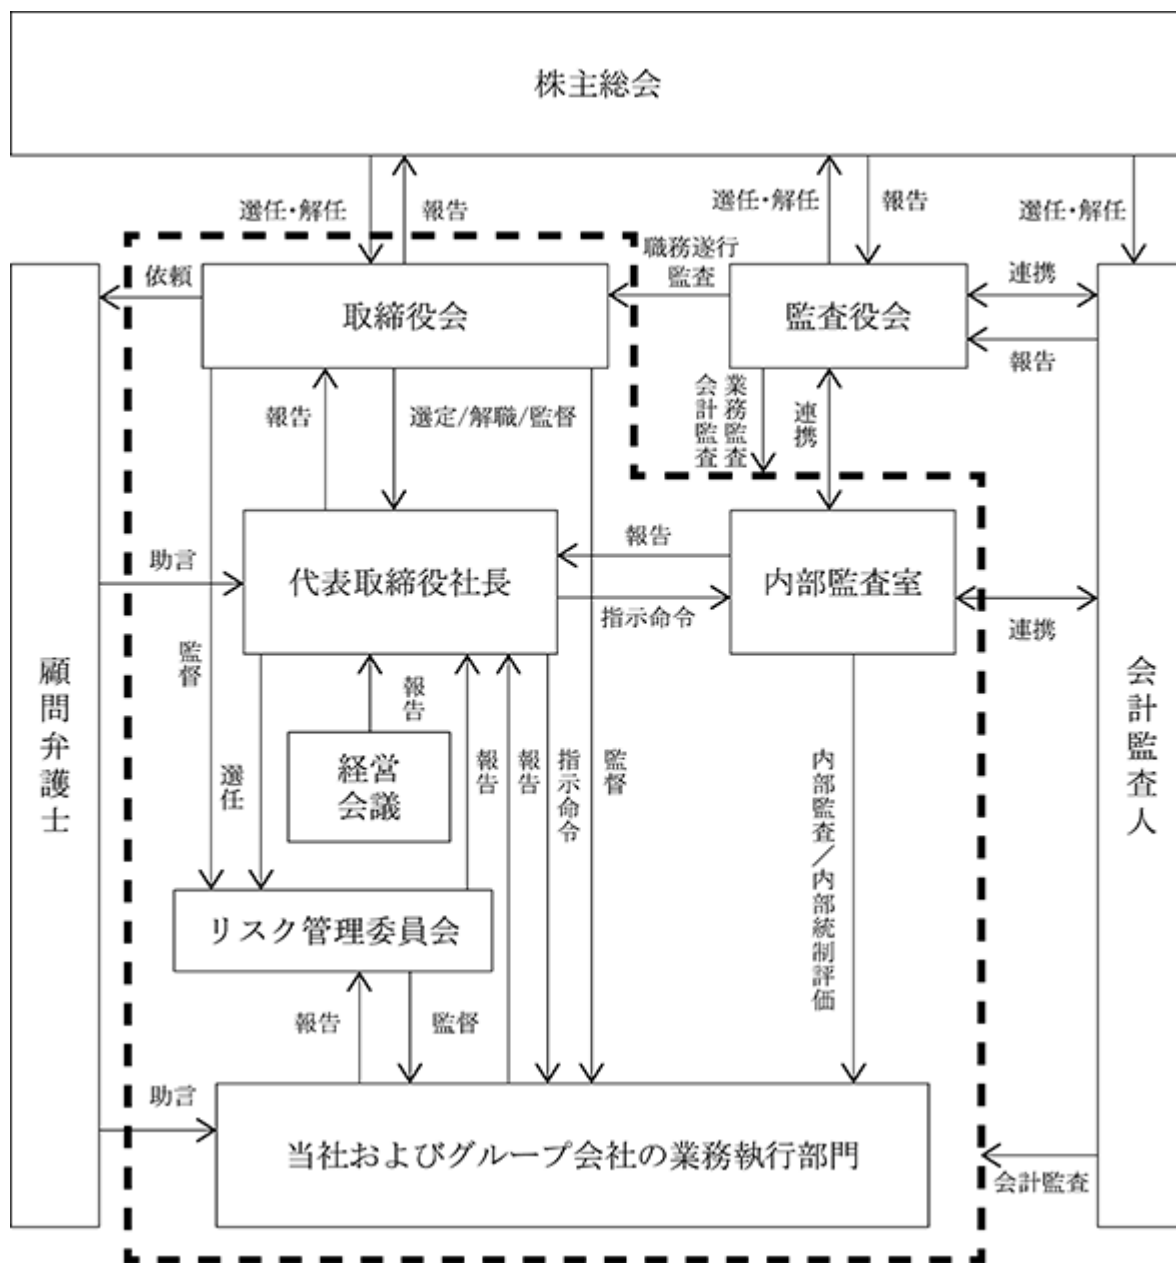 株主総会
選任・解任
報告
選任・解任
報告
選任・解任
依頼
取締役会
職務遂行
監査
監査役会
連携
報告
報告
選定/解職/監督
業務監査
会計監査
連携
助言
代表取締役社長
報告
指示命令
内部監査室
連携
顧問弁護士
監督
選任
報告
経営
会議
報告
報告
指示命令
監督
内部監査／内部統制評価
会計監査人
リスク管理委員会
報告
監督
助言
当社およびグループ会社の業務執行部門
会計監査